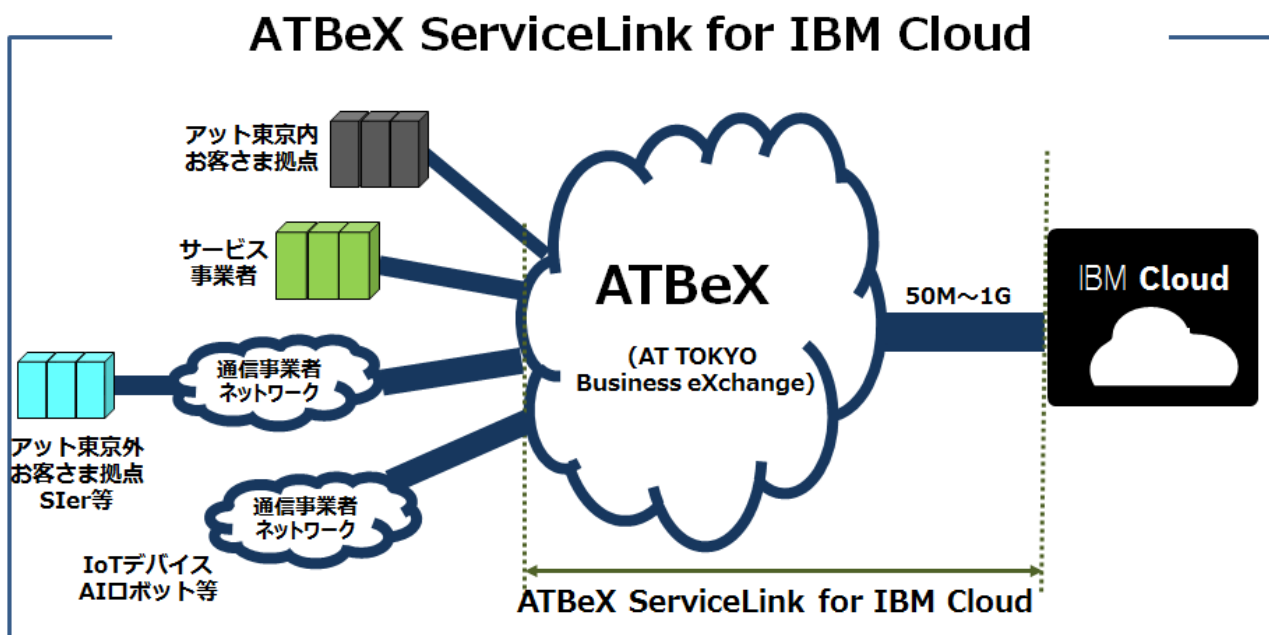 ATBeX ServiceLink for IBM Cloud
アット東京内
お客さま拠点
サービス
事業者
通信事業者
ネットワーク
アット東京外
お客さま拠点
SIer等
通信事業者
ネットワーク
IoTデバイス
AIロボット等
ATBeX
(AT TOKYO
Business eXchange)
50M～1G
IBM Cloud
ATBeX ServiceLink for IBM Cloud